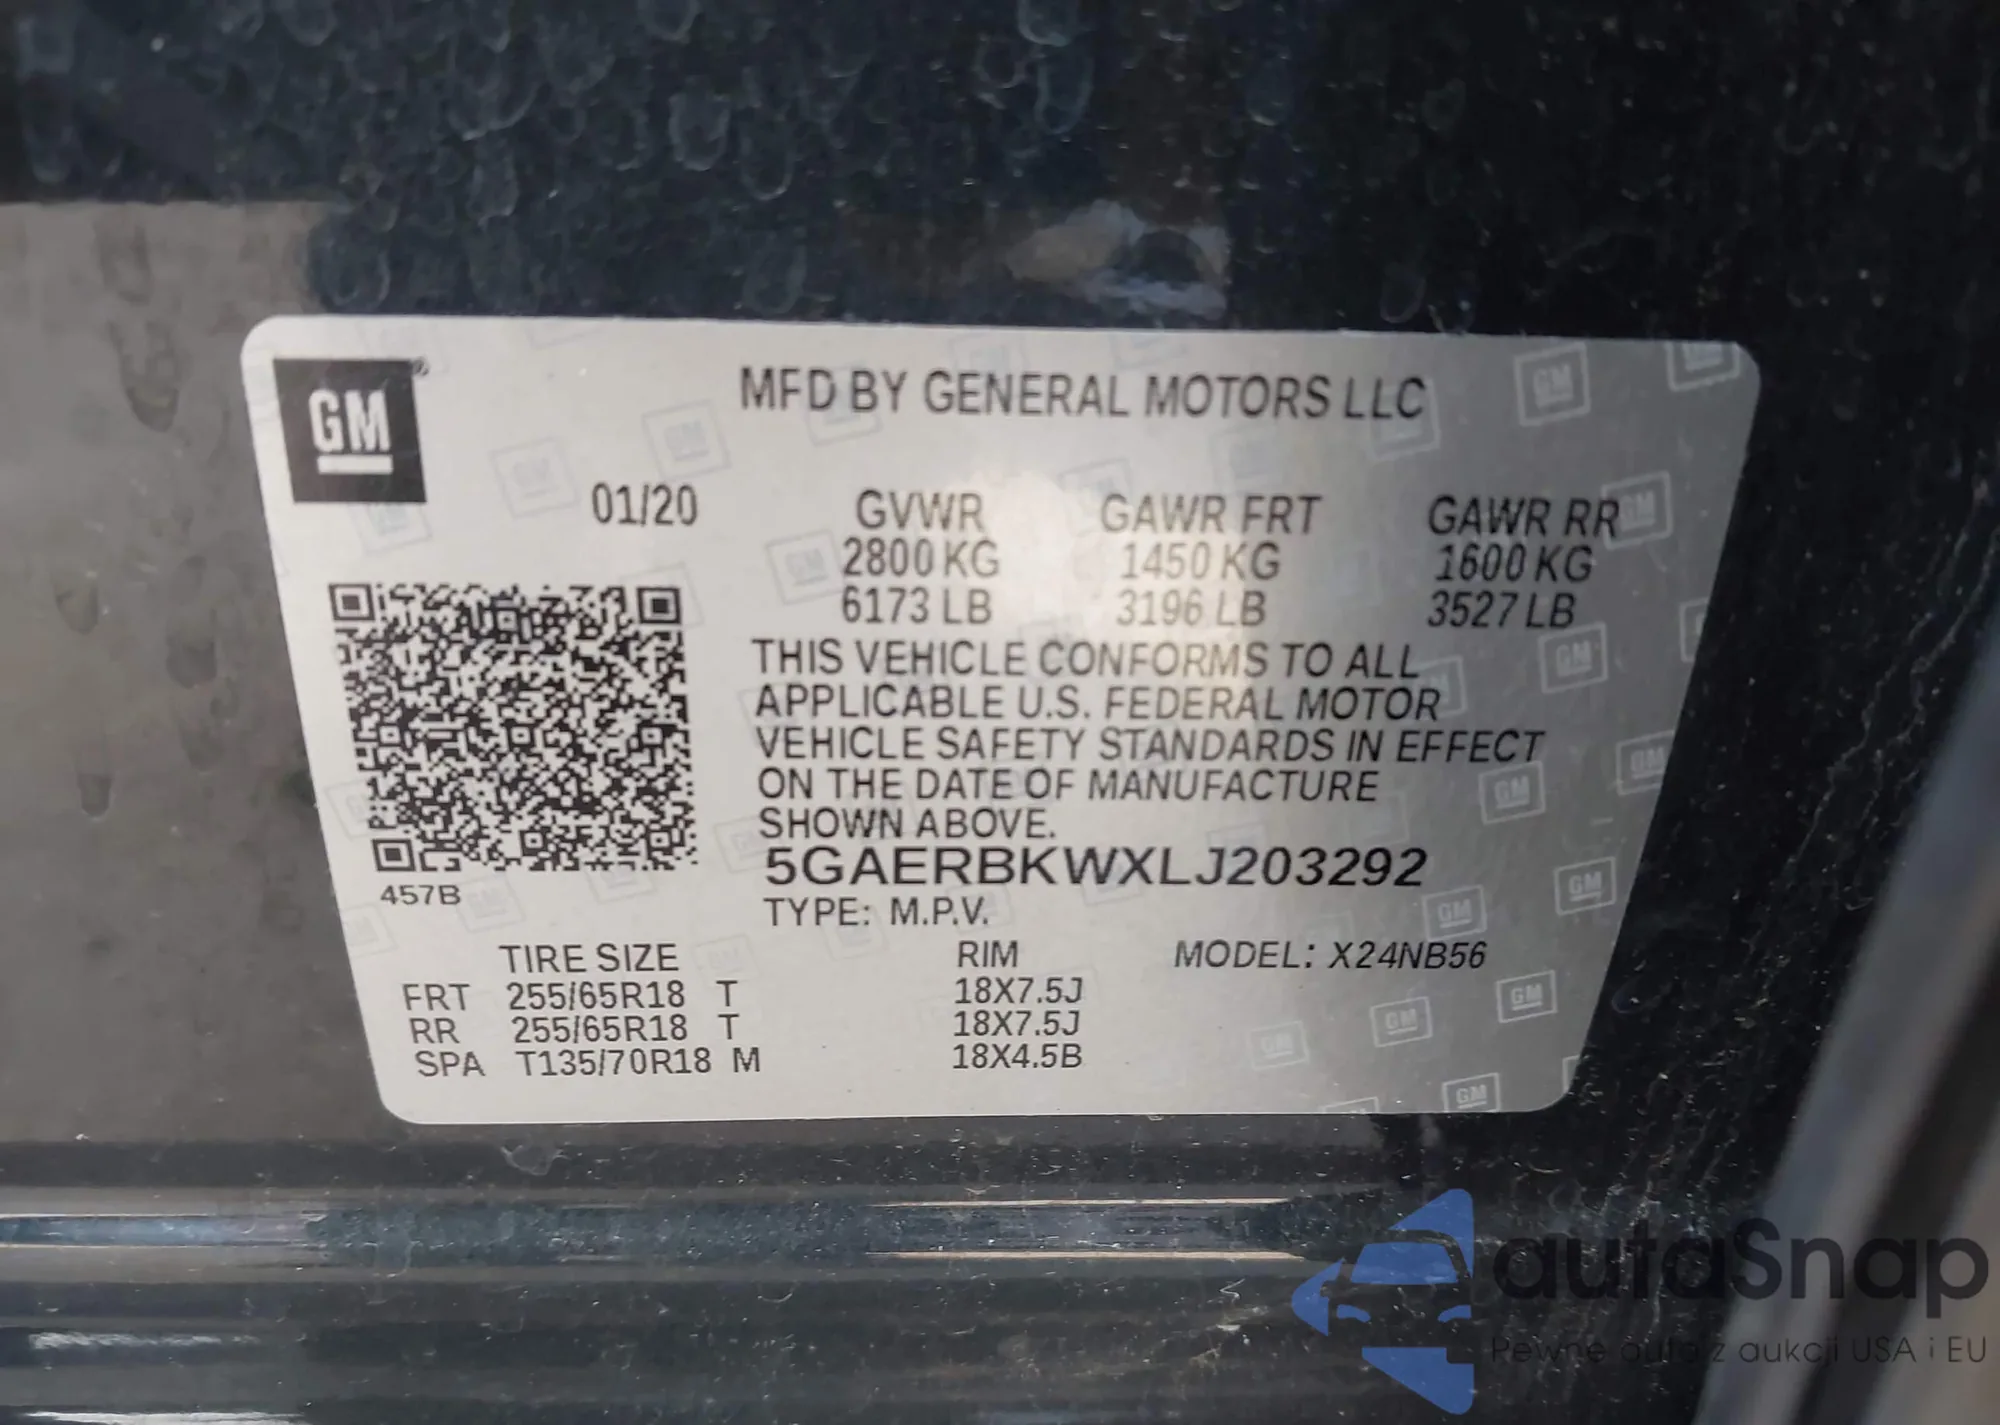 GM
MFD BY GENERAL MOTORS LLC
01/20 GVWR GAWR FRT GAWR RR
2800 KG 1450 KG 1600 KG
6173 LB 3196 LB 3527 LB
THIS VEHICLE CONFORMS TO ALL
APPLICABLE U.S. FEDERAL MOTOR
VEHICLE SAFETY STANDARDS IN EFFECT
ON THE DATE OF MANUFACTURE
SHOWN ABOVE.
5GAERBKWXLJ203292
457B
TYPE: M.P.V.
TIRE SIZE RIM MODEL: X24NB56
FRT 255/65R18 T 18X7.5J
RR 255/65R18 T 18X7.5J
SPA T135/70R18 M 18X4.5B
autaSnap
Pewne auta z aukcji USA i EU